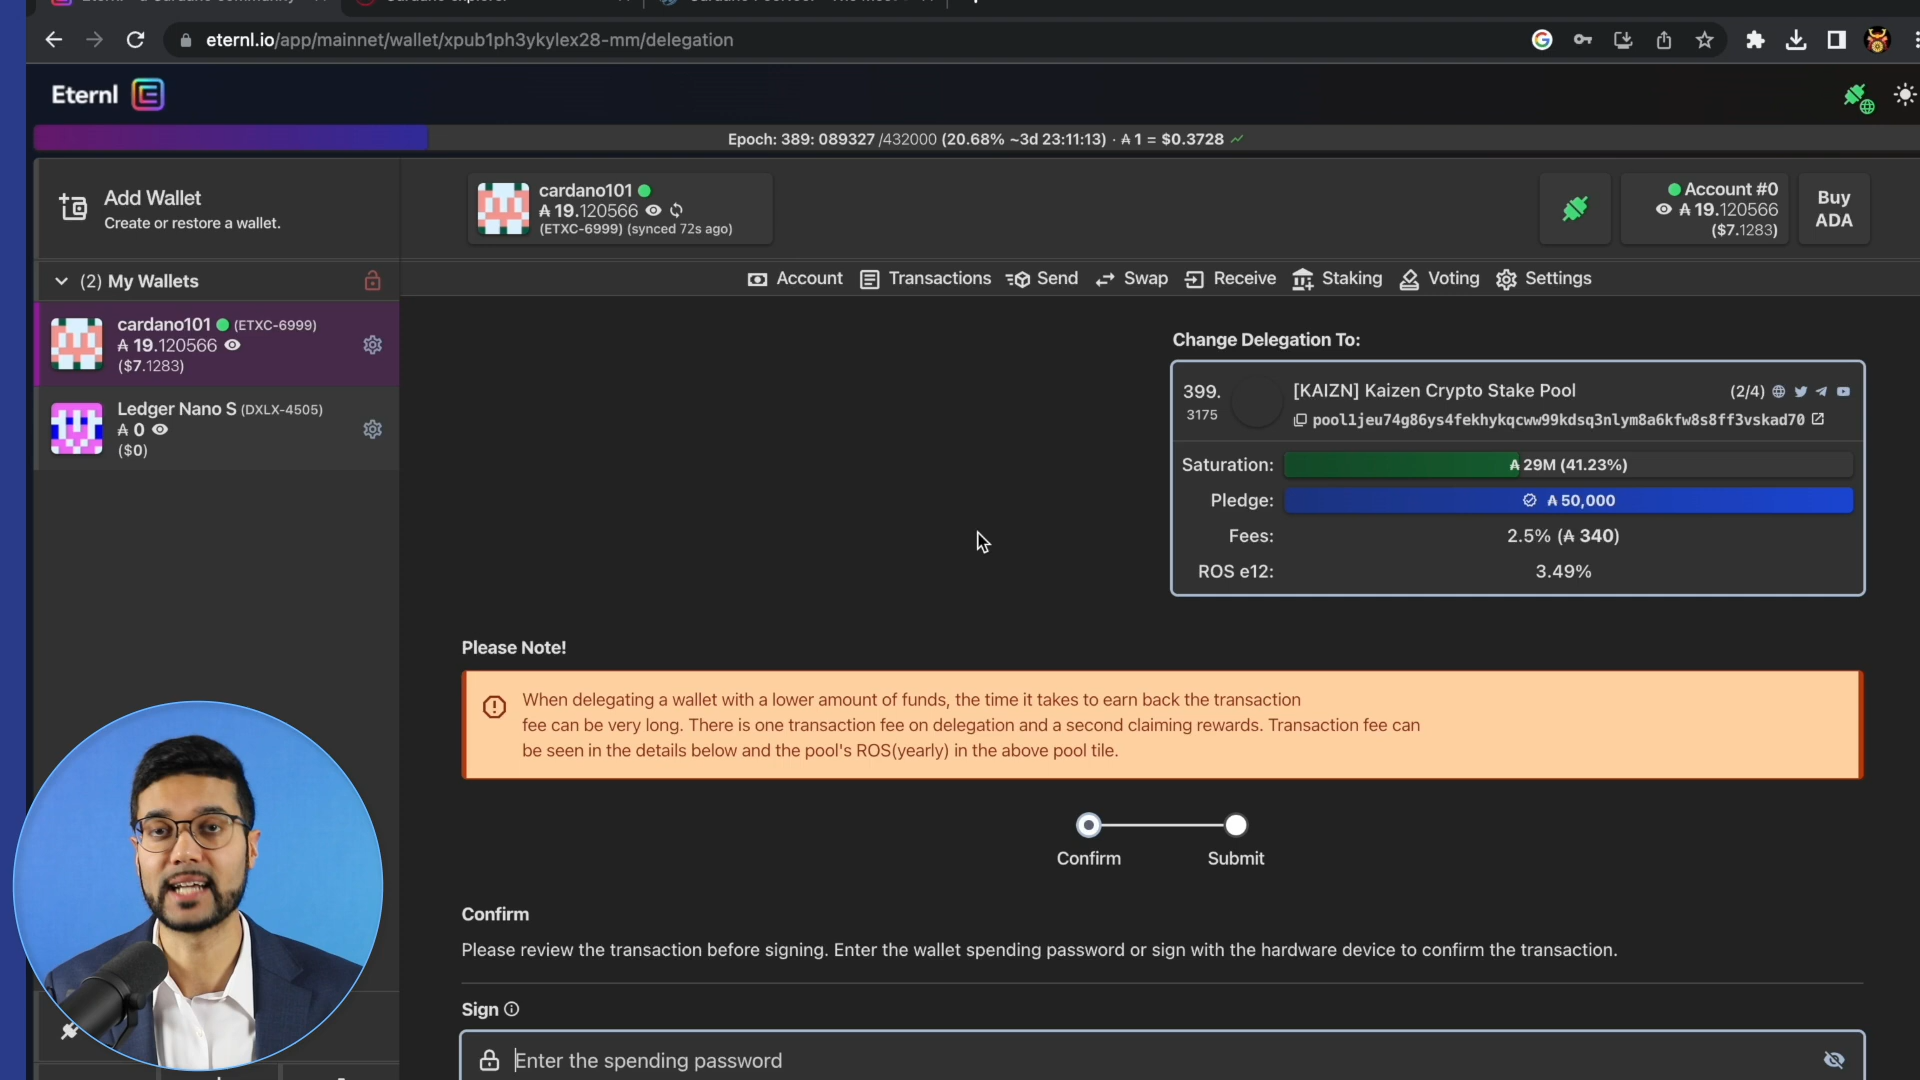 eternl.io/app/mainnet/wallet/xpub1ph3ykylex28-mm/delegation
Eternl
Epoch: 389: 089327 /432000 (20.68% ~3d 23:11:13) · ₳ 1 = $0.3728
Add Wallet
Create or restore a wallet.
cardano101
₳ 19.120566
(ETXC-6999) (synced 72s ago)
Account #0
₳ 19.120566
($7.1283)
Buy
ADA
(2) My Wallets
Account Transactions Send Swap Receive Staking Voting Settings
cardano101 (ETXC-6999)
₳ 19.120566
($7.1283)
Ledger Nano S (DXLX-4505)
₳ 0
($0)
Change Delegation To:
399.
3175
[KAIZN] Kaizen Crypto Stake Pool
(2/4)
pool1jeu74g86ys4fekhykqcww99kdsq3nlym8a6kfw8s8ff3vskad70
Saturation: ₳ 29M (41.23%)
Pledge: ₳ 50,000
Fees: 2.5% (₳ 340)
ROS e12: 3.49%
Please Note!
When delegating a wallet with a lower amount of funds, the time it takes to earn back the transaction
fee can be very long. There is one transaction fee on delegation and a second claiming rewards. Transaction fee can
be seen in the details below and the pool's ROS(yearly) in the above pool tile.
Confirm Submit
Confirm
Please review the transaction before signing. Enter the wallet spending password or sign with the hardware device to confirm the transaction.
Sign
Enter the spending password